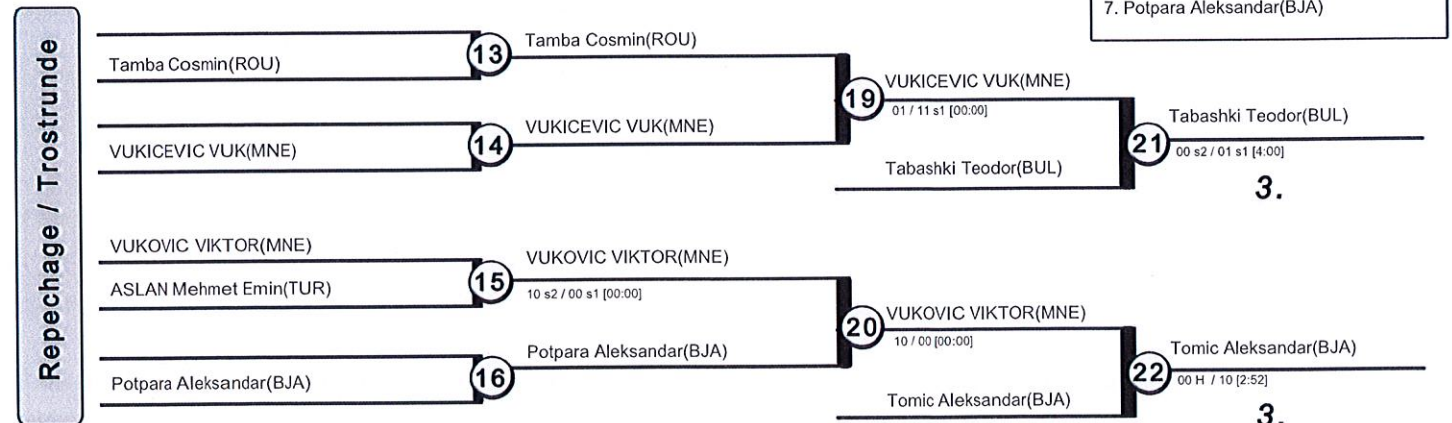 7. Potpara Aleksandar(BJA)
Repechage / Trostrunde
Tamba Cosmin(ROU)
13
Tamba Cosmin(ROU)
VUKICEVIC VUK(MNE)
14
VUKICEVIC VUK(MNE)
19
VUKICEVIC VUK(MNE)
01 / 11 s1 [00:00]
Tabashki Teodor(BUL)
21
Tabashki Teodor(BUL)
00 s2 / 01 s1 [4:00]
3.
VUKOVIC VIKTOR(MNE)
ASLAN Mehmet Emin(TUR)
15
VUKOVIC VIKTOR(MNE)
10 s2 / 00 s1 [00:00]
Potpara Aleksandar(BJA)
16
Potpara Aleksandar(BJA)
20
VUKOVIC VIKTOR(MNE)
10 / 00 [00:00]
Tomic Aleksandar(BJA)
22
Tomic Aleksandar(BJA)
00 H / 10 [2:52]
3.